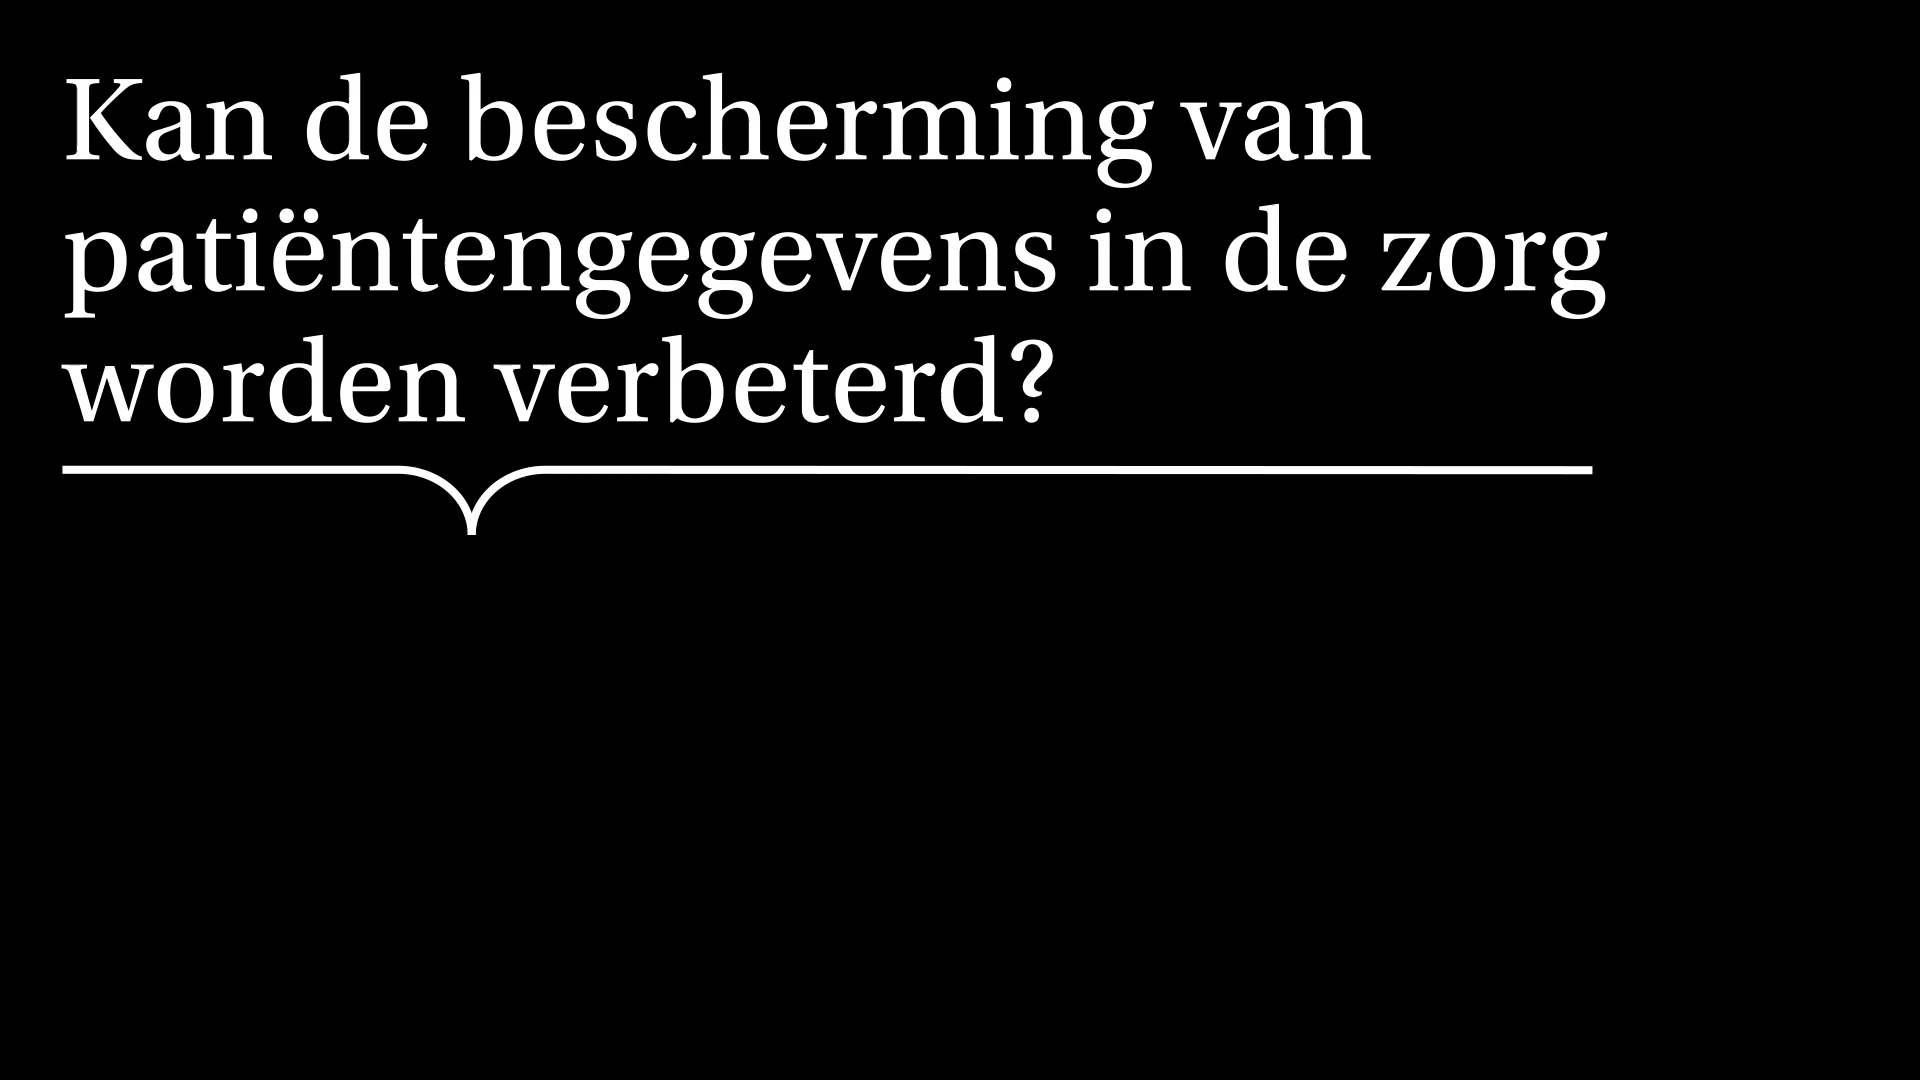 Kan de bescherming van
patiëntengegevens in de zorg
worden verbeterd?